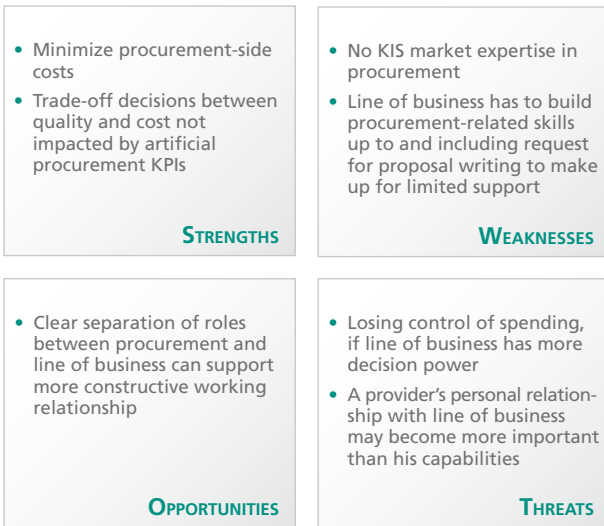 • Minimize procurement-side
costs
• Trade-off decisions between
quality and cost not
impacted by artificial
procurement KPIs
STRENGTHS
• No KIS market expertise in
procurement
• Line of business has to build
procurement-related skills
up to and including request
for proposal writing to make
up for limited support
WEAKNESSES
• Clear separation of roles
between procurement and
line of business can support
more constructive working
relationship
OPPORTUNITIES
• Losing control of spending,
if line of business has more
decision power
• A provider’s personal relation-
ship with line of business
may become more important
than his capabilities
THREATS